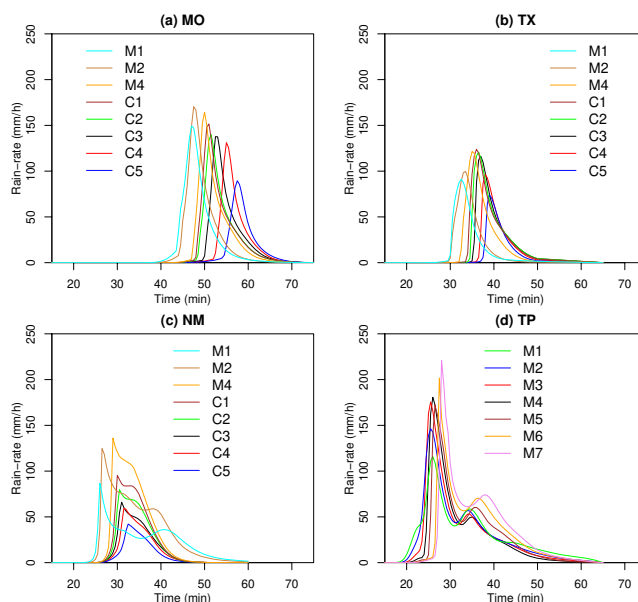 (a) MO
250
200
150
100
50
0
Rain−rate (mm/h)
M1
M2
M4
C1
C2
C3
C4
C5
20 30 40 50 60 70
Time (min)
(b) TX
250
200
150
100
50
0
Rain−rate (mm/h)
M1
M2
M4
C1
C2
C3
C4
C5
20 30 40 50 60 70
Time (min)
(c) NM
250
200
150
100
50
0
Rain−rate (mm/h)
M1
M2
M4
C1
C2
C3
C4
C5
20 30 40 50 60 70
Time (min)
(d) TP
250
200
150
100
50
0
Rain−rate (mm/h)
M1
M2
M3
M4
M5
M6
M7
20 30 40 50 60 70
Time (min)